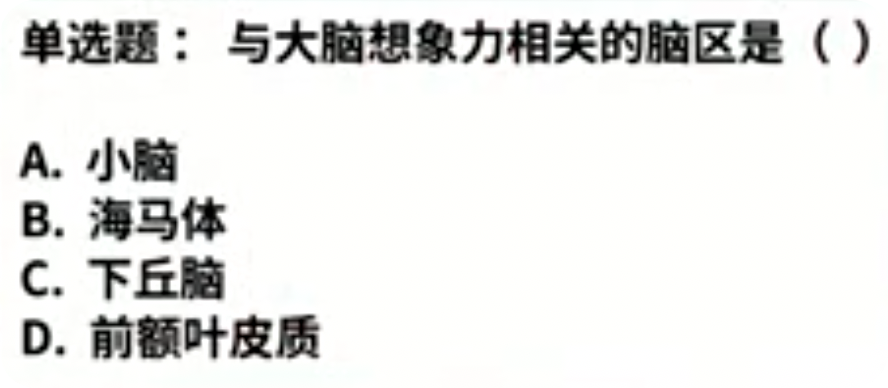 单选题： 与大脑想象力相关的脑区是（ ）
A. 小脑
B. 海马体
C. 下丘脑
D. 前额叶皮质